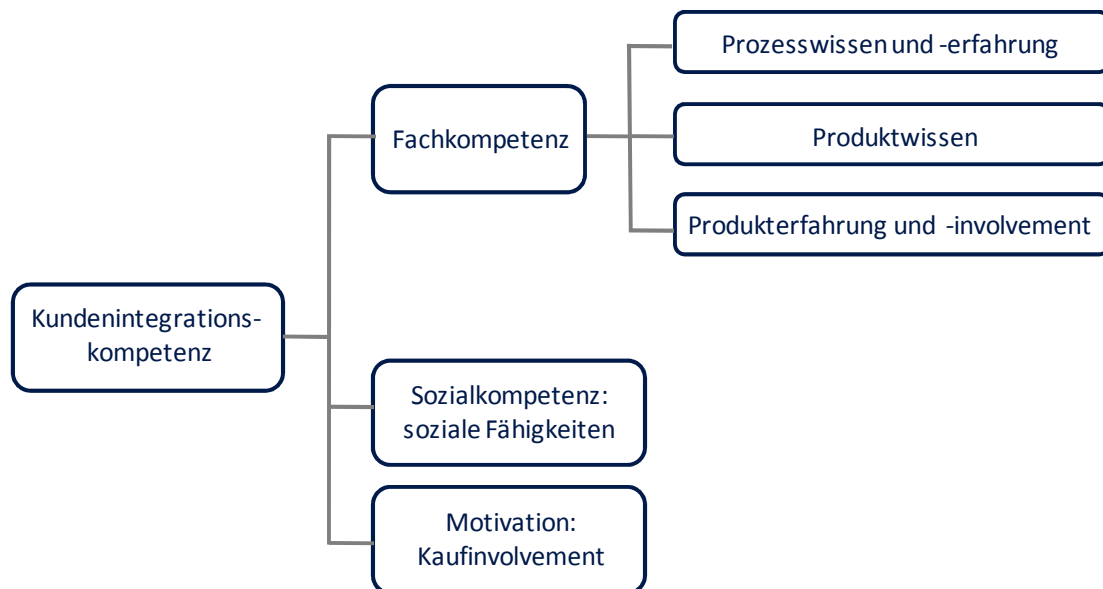 Prozesswissen und -erfahrung
Fachkompetenz
Produktwissen
Produkterfahrung und -involvement
Kundenintegrations-
kompetenz
Sozialkompetenz:
soziale Fähigkeiten
Motivation:
Kaufinvolvement